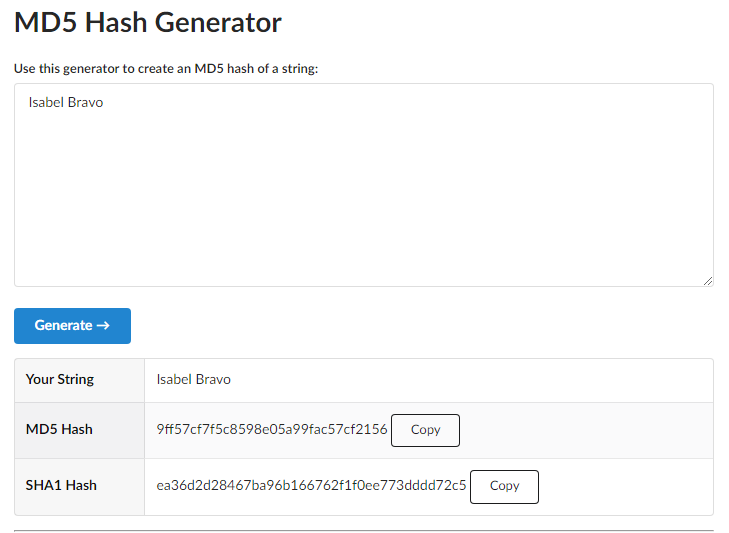 MD5 Hash Generator
Use this generator to create an MD5 hash of a string:
Isabel Bravo
Generate →
Your String Isabel Bravo
MD5 Hash 9ff57cf7f5c8598e05a99fac57cf2156 Copy
SHA1 Hash ea36d2d28467ba96b166762f1f0ee773dddd72c5 Copy